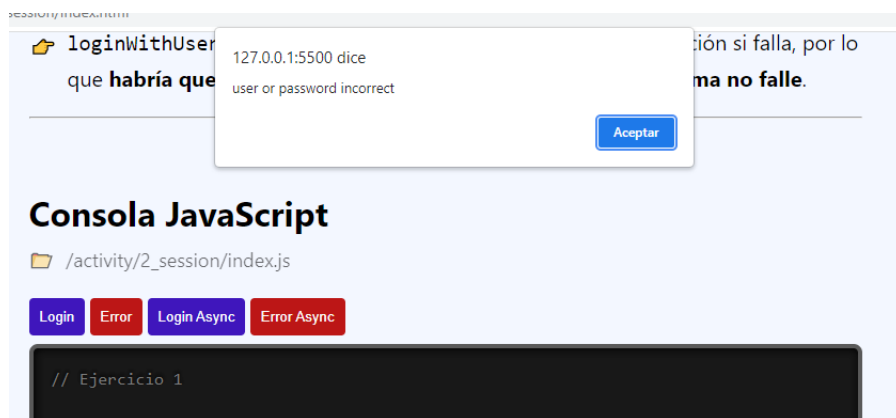 session/index.html
👉 loginWithUser ción si falla, por lo
que habría que ma no falle.
127.0.0.1:5500 dice
user or password incorrect
Aceptar
Consola JavaScript
/activity/2_session/index.js
Login Error Login Async Error Async
// Ejercicio 1